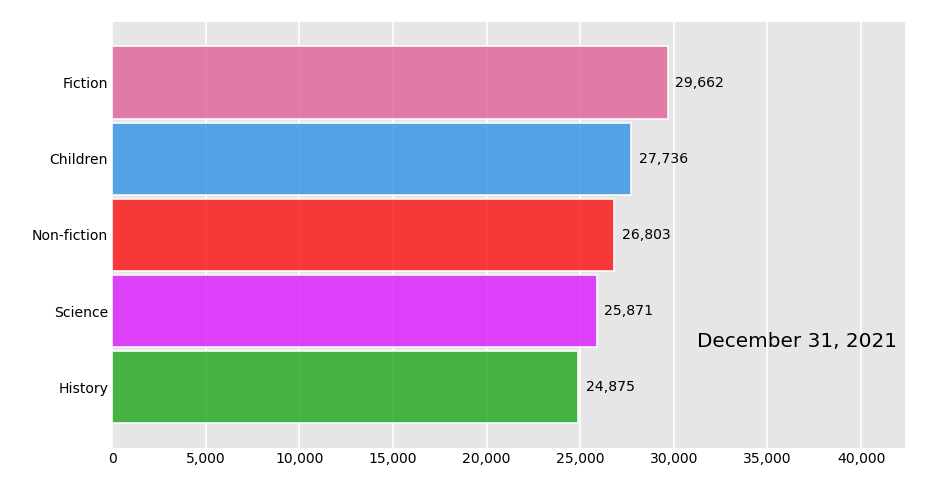 Fiction 29,662
Children 27,736
Non-fiction 26,803
Science 25,871
December 31, 2021
History 24,875
0 5,000 10,000 15,000 20,000 25,000 30,000 35,000 40,000